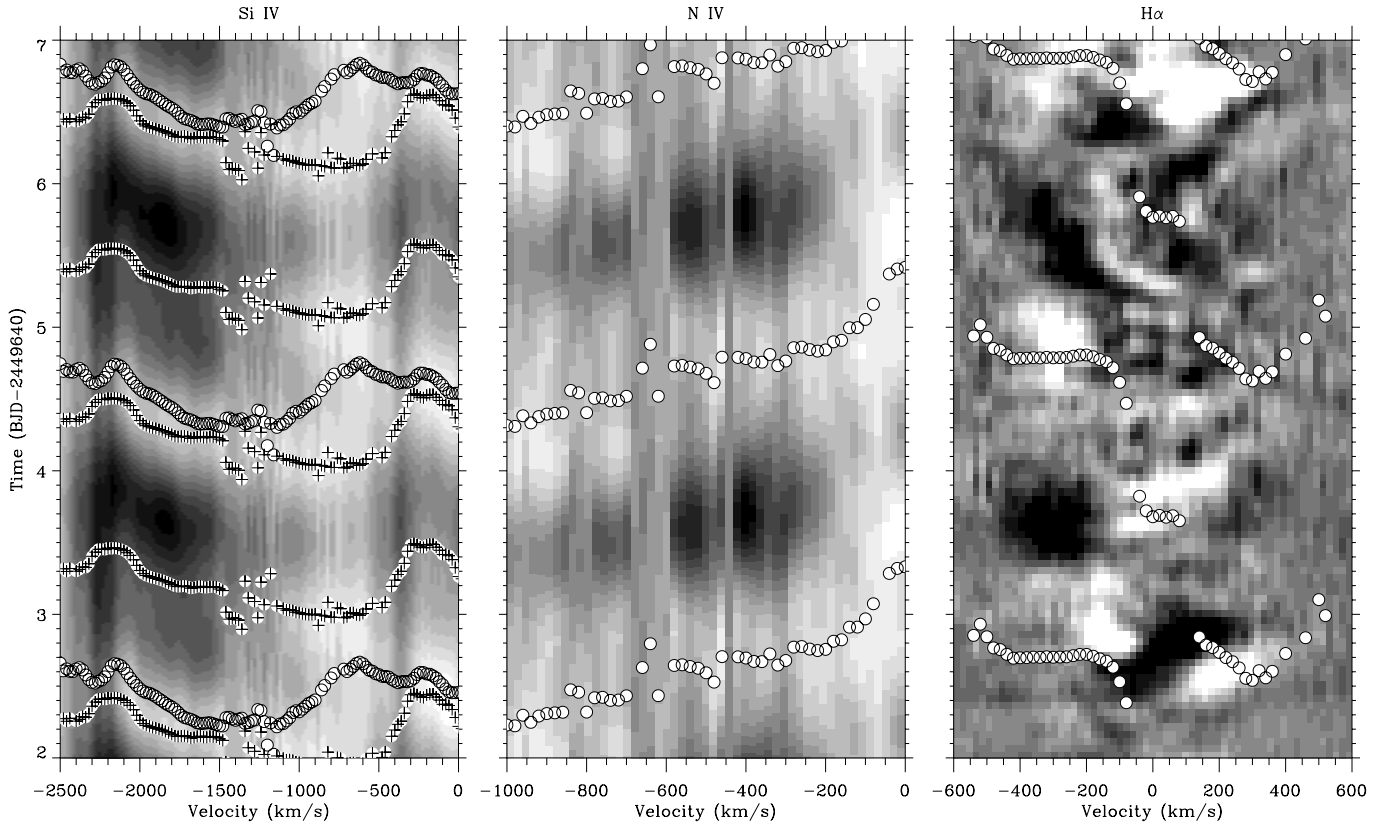 Si IV
N IV
Hα
Time (BJD-2449640)
7
6
5
4
3
2
-2500 -2000 -1500 -1000 -500 0
-1000 -800 -600 -400 -200 0
-600 -400 -200 0 200 400 600
Velocity (km/s)
Velocity (km/s)
Velocity (km/s)